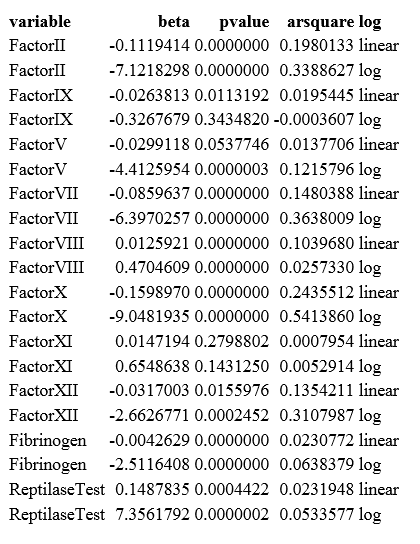 variable beta pvalue arsquare log
FactorII -0.1119414 0.0000000 0.1980133 linear
FactorII -7.1218298 0.0000000 0.3388627 log
FactorIX -0.0263813 0.0113192 0.0195445 linear
FactorIX -0.3267679 0.3434820 -0.0003607 log
FactorV -0.0299118 0.0537746 0.0137706 linear
FactorV -4.4125954 0.0000003 0.1215796 log
FactorVII -0.0859637 0.0000000 0.1480388 linear
FactorVII -6.3970257 0.0000000 0.3638009 log
FactorVIII 0.0125921 0.0000000 0.1039680 linear
FactorVIII 0.4704609 0.0000000 0.0257330 log
FactorX -0.1598970 0.0000000 0.2435512 linear
FactorX -9.0481935 0.0000000 0.5413860 log
FactorXI 0.0147194 0.2798802 0.0007954 linear
FactorXI 0.6548638 0.1431250 0.0052914 log
FactorXII -0.0317003 0.0155976 0.1354211 linear
FactorXII -2.6626771 0.0002452 0.3107987 log
Fibrinogen -0.0042629 0.0000000 0.0230772 linear
Fibrinogen -2.5116408 0.0000000 0.0638379 log
ReptilaseTest 0.1487835 0.0004422 0.0231948 linear
ReptilaseTest 7.3561792 0.0000002 0.0533577 log